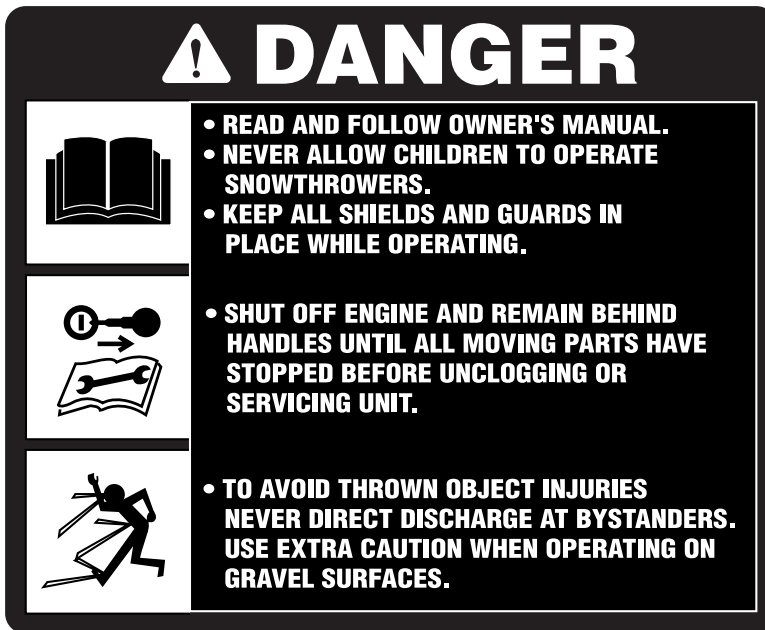 DANGER
• READ AND FOLLOW OWNER'S MANUAL.
• NEVER ALLOW CHILDREN TO OPERATE
SNOWTHROWERS.
• KEEP ALL SHIELDS AND GUARDS IN
PLACE WHILE OPERATING.
• SHUT OFF ENGINE AND REMAIN BEHIND
HANDLES UNTIL ALL MOVING PARTS HAVE
STOPPED BEFORE UNCLOGGING OR
SERVICING UNIT.
• TO AVOID THROWN OBJECT INJURIES
NEVER DIRECT DISCHARGE AT BYSTANDERS.
USE EXTRA CAUTION WHEN OPERATING ON
GRAVEL SURFACES.